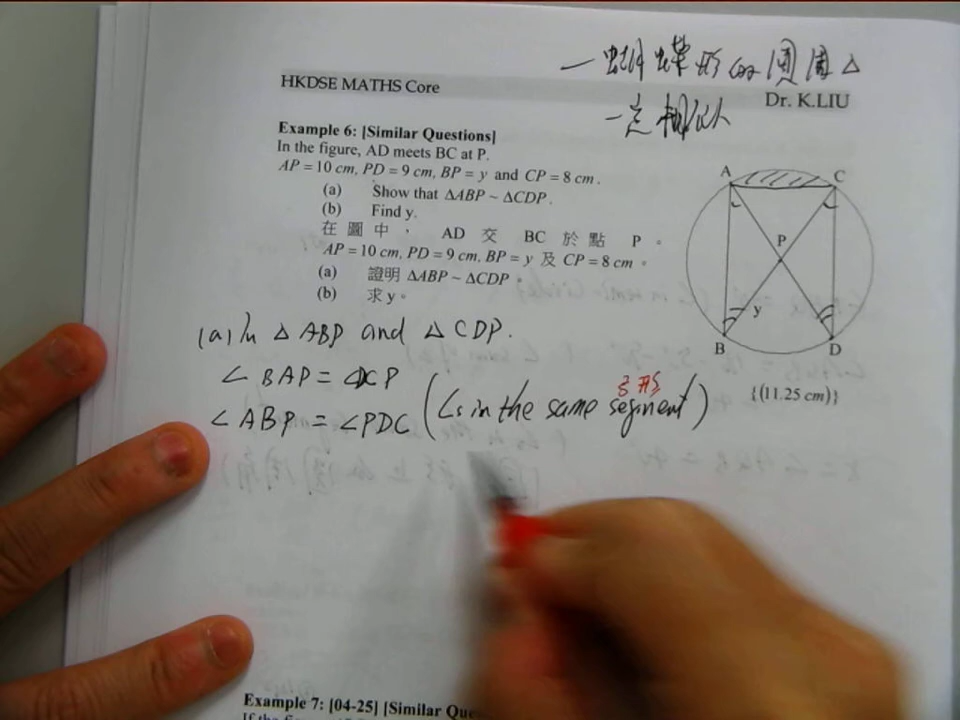 一蝴蝶形的圓周△
一定相似
HKDSE MATHS Core
Dr. K.LIU
Example 6: [Similar Questions]
In the figure, AD meets BC at P.
AP = 10 cm, PD = 9 cm, BP = y and CP = 8 cm.
(a) Show that ΔABP ~ ΔCDP.
(b) Find y.
在圖中, AD 交 BC 於點 P。
AP = 10 cm, PD = 9 cm, BP = y 及 CP = 8 cm。
(a) 證明 ΔABP ~ ΔCDP。
(b) 求 y。
A C
P
y
B D
{(11.25 cm)}
(a) In △ ABP and △ CDP.
∠ BAP = ∠DCP
弓形
∠ ABP = ∠PDC (∠s in the same segment)
Example 7: [04-25] [Similar